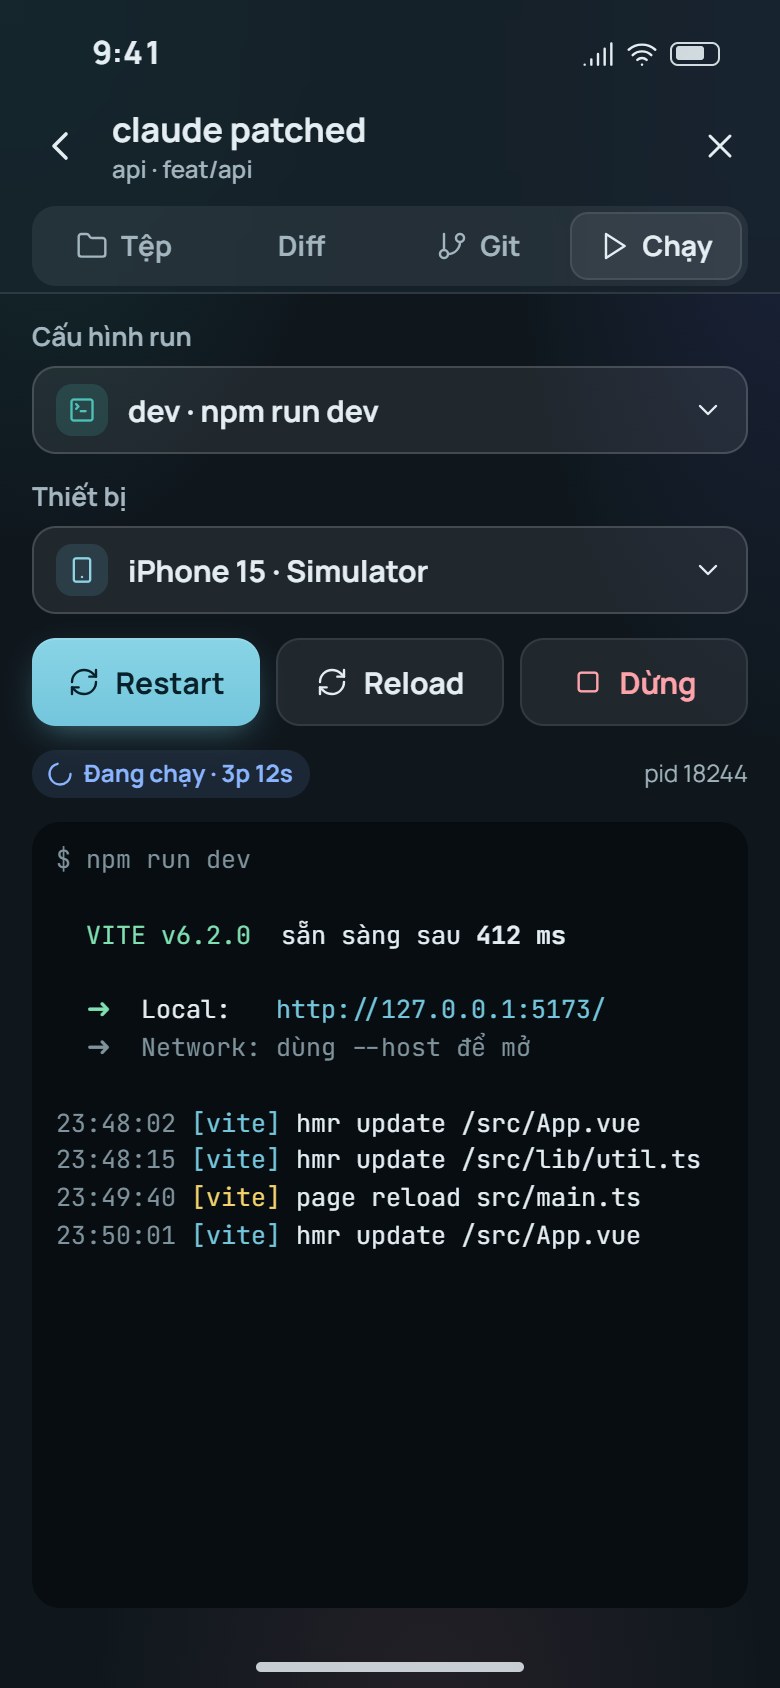 9:41
claude patched
api · feat/api
Tệp
Diff
Git
Chạy
Cấu hình run
dev · npm run dev
Thiết bị
iPhone 15 · Simulator
Restart
Reload
Dừng
Đang chạy · 3p 12s
pid 18244
$ npm run dev
VITE v6.2.0  sẵn sàng sau 412 ms
➜  Local:   http://127.0.0.1:5173/
➜  Network: dùng --host để mở
23:48:02 [vite] hmr update /src/App.vue
23:48:15 [vite] hmr update /src/lib/util.ts
23:49:40 [vite] page reload src/main.ts
23:50:01 [vite] hmr update /src/App.vue